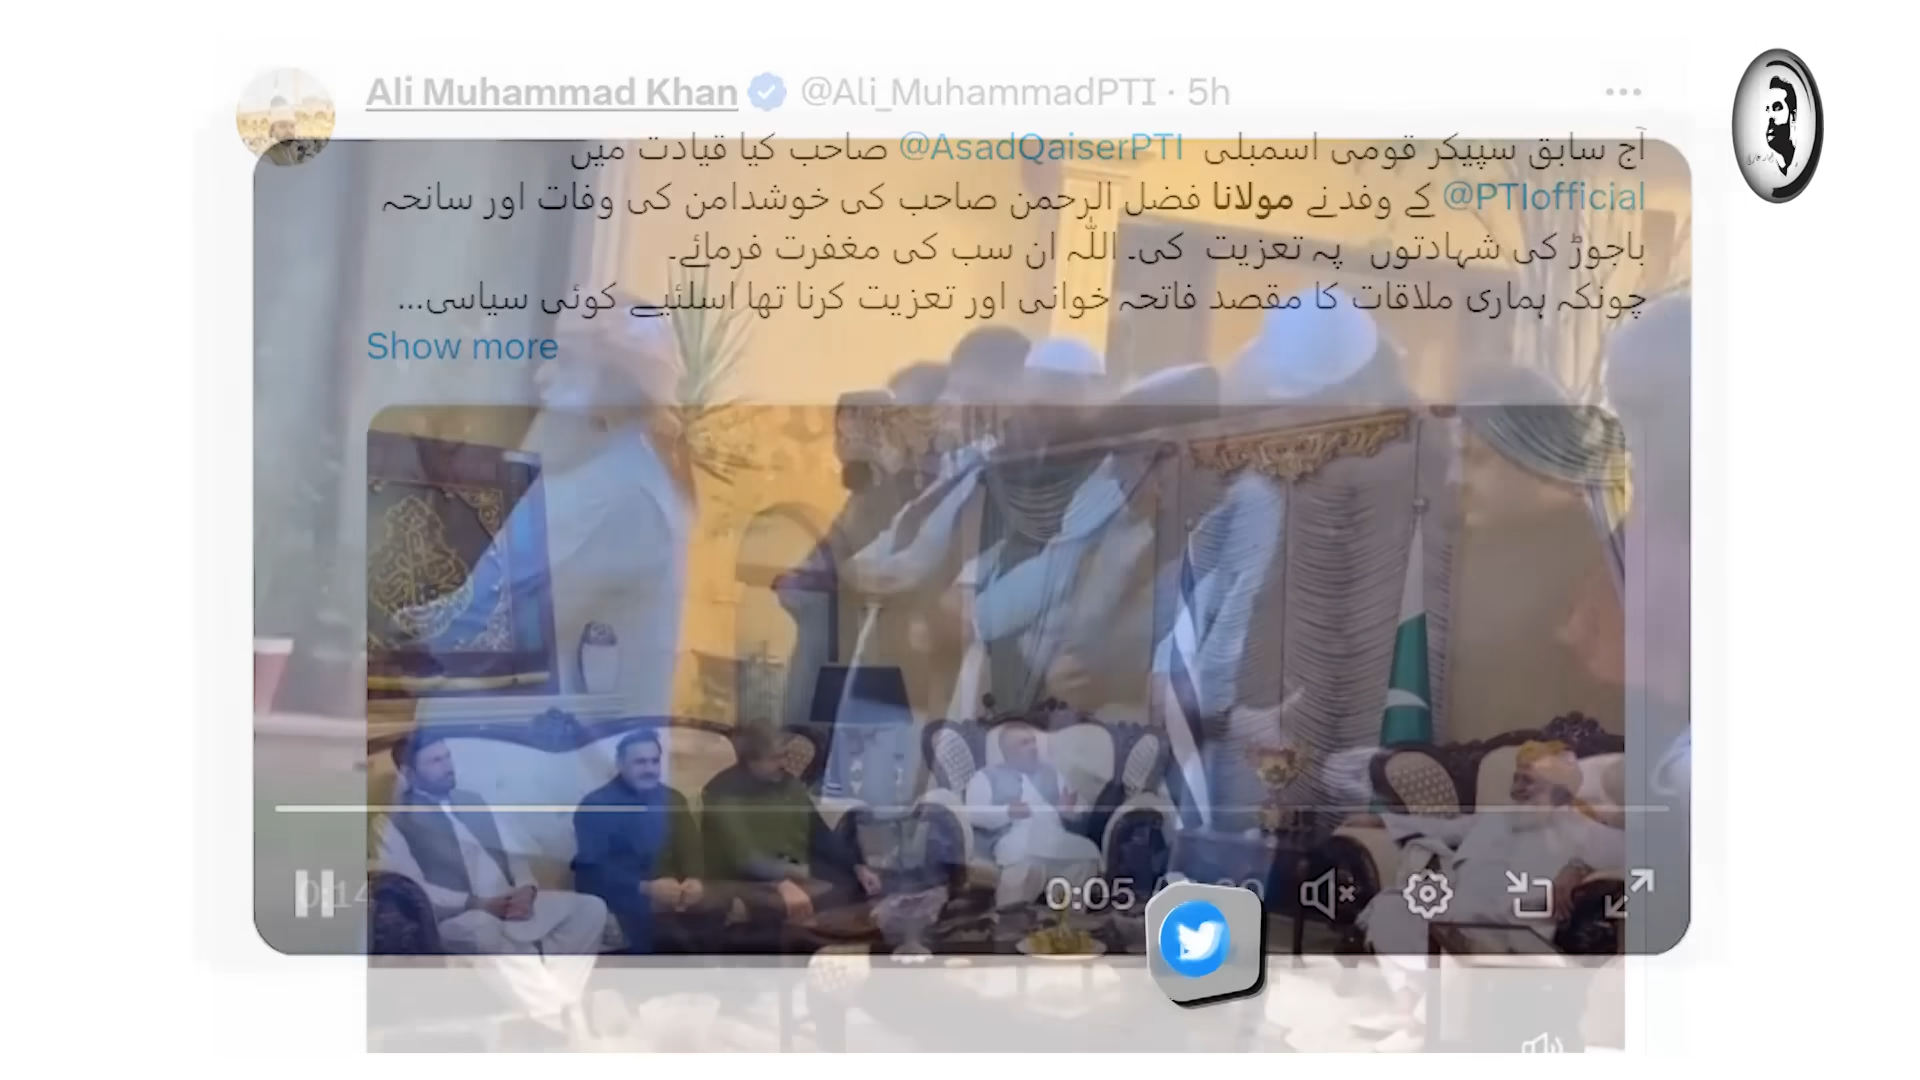 Ali Muhammad Khan @Ali_MuhammadPTI · 5h
آج سابق سپیکر قومی اسمبلی @AsadQaiserPTI صاحب کیا قیادت میں
@PTIofficial کے وفد نے مولانا فضل الرحمن صاحب کی خوشدامن کی وفات اور سانحہ
باجوڑ کی شہادتوں پہ تعزیت کی۔ اللّٰہ ان سب کی مغفرت فرمائے۔
چونکہ ہماری ملاقات کا مقصد فاتحہ خوانی اور تعزیت کرنا تھا اسلئیے کوئی سیاسی...
Show more
0:14
0:05